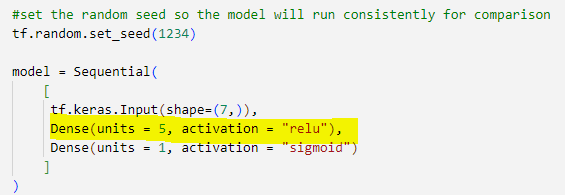 #set the random seed so the model will run consistently for comparison
tf.random.set_seed(1234)
model = Sequential(
[
tf.keras.Input(shape=(7,)),
Dense(units = 5, activation = "relu"),
Dense(units = 1, activation = "sigmoid")
]
)